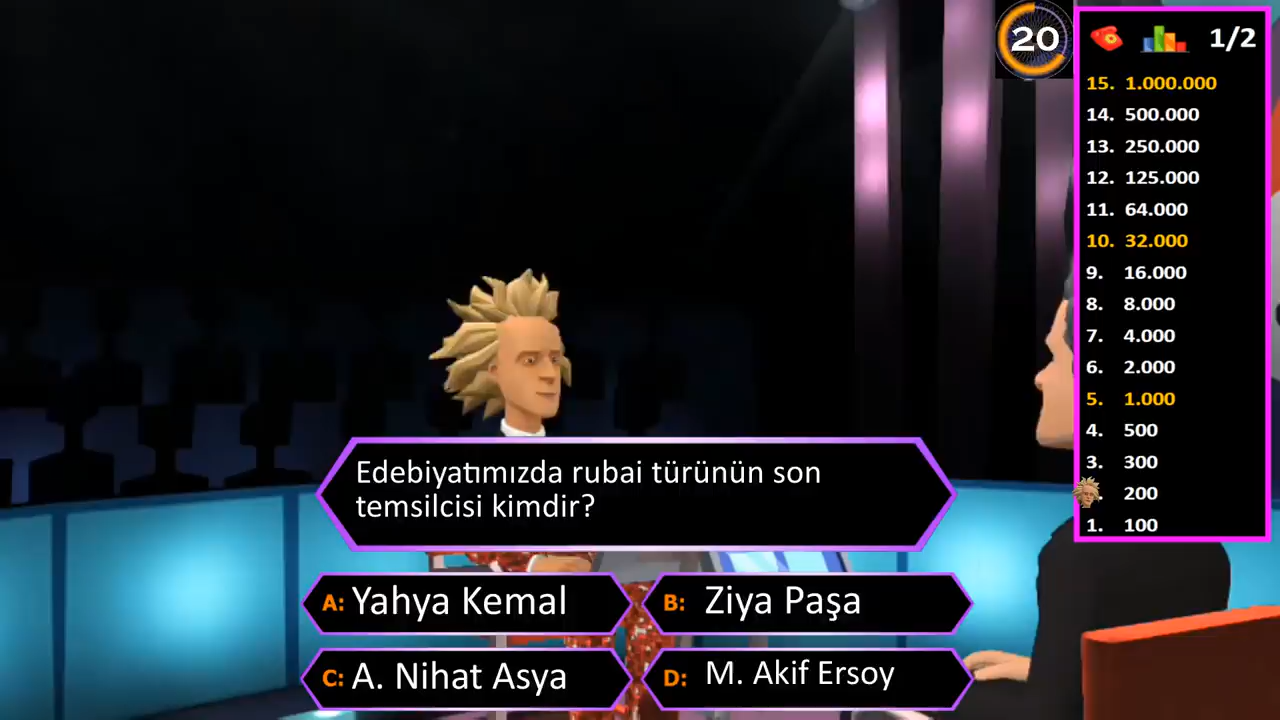 20
1/2
15. 1.000.000
14. 500.000
13. 250.000
12. 125.000
11. 64.000
10. 32.000
9. 16.000
8. 8.000
7. 4.000
6. 2.000
5. 1.000
4. 500
3. 300
. 200
1. 100
Edebiyatımızda rubai türünün son
temsilcisi kimdir?
A: Yahya Kemal
B: Ziya Paşa
C: A. Nihat Asya
D: M. Akif Ersoy